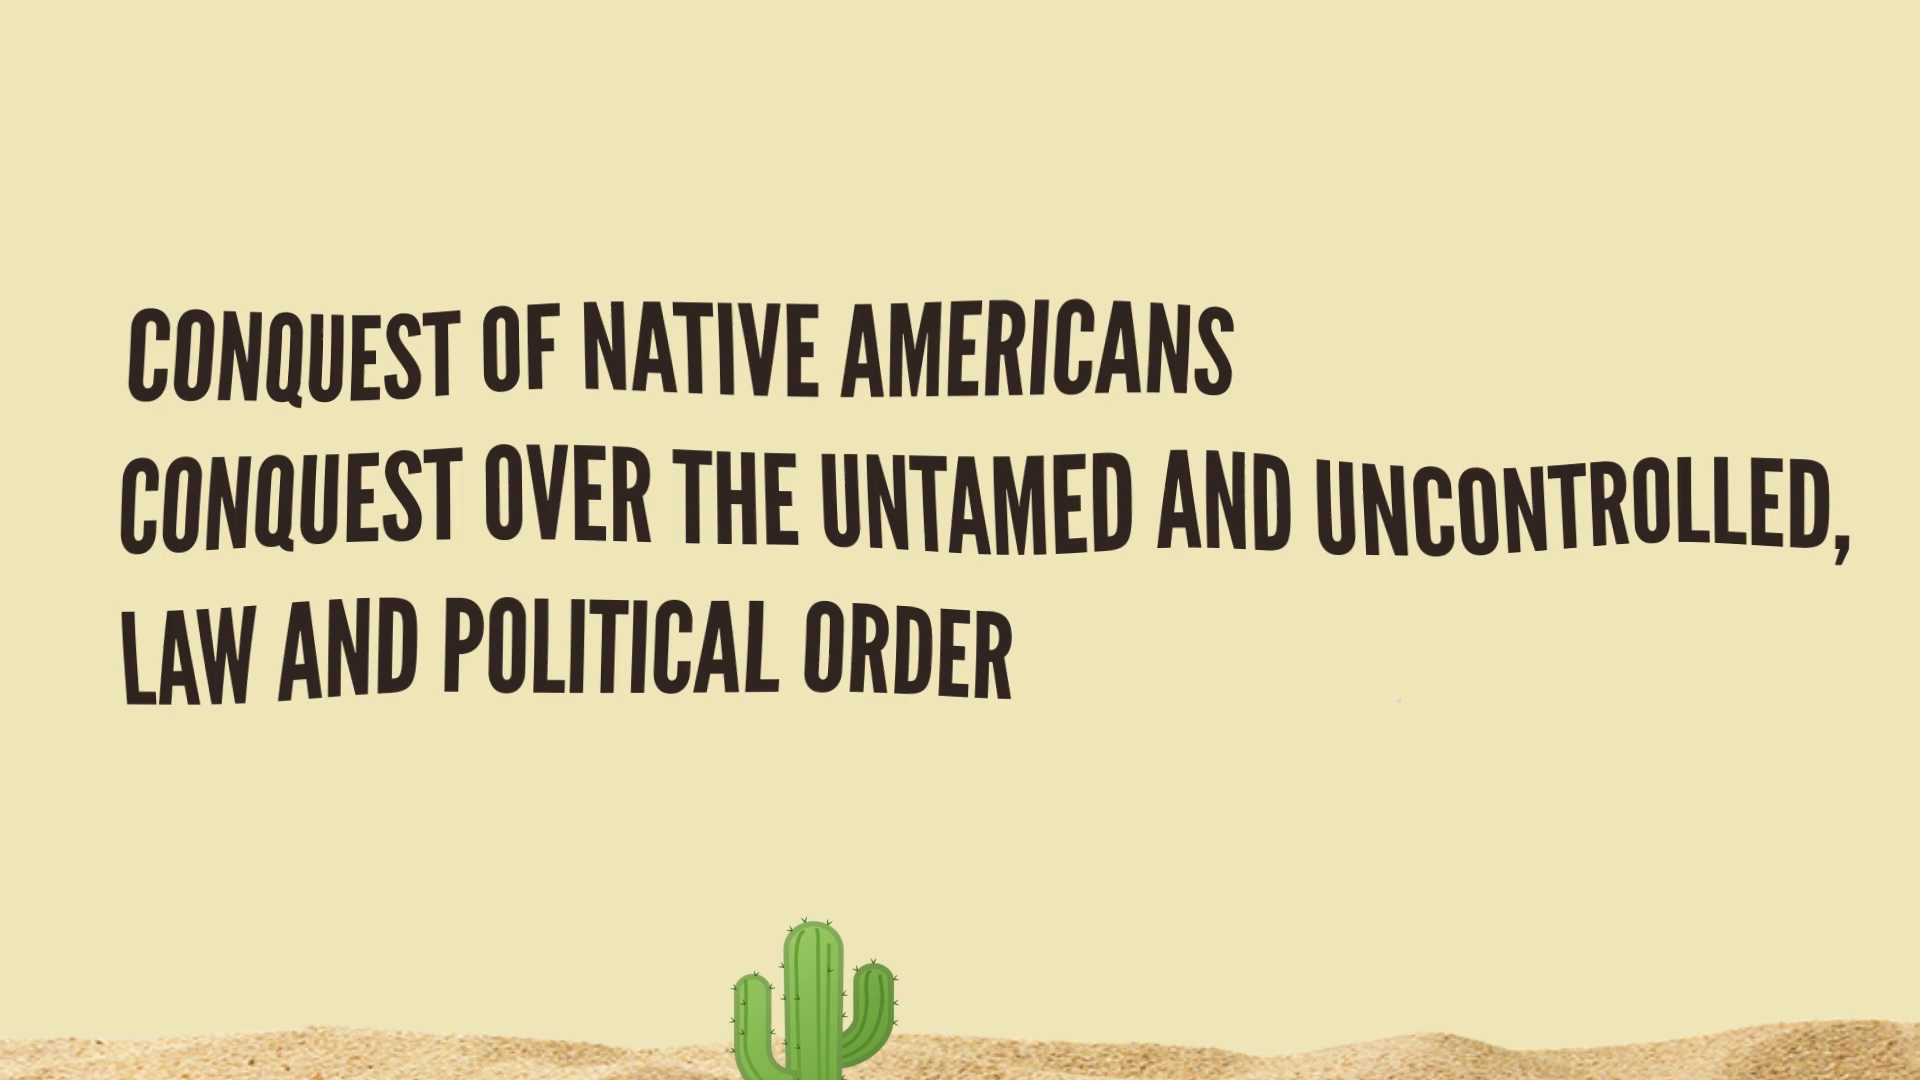 CONQUEST OF NATIVE AMERICANS
CONQUEST OVER THE UNTAMED AND UNCONTROLLED,
LAW AND POLITICAL ORDER